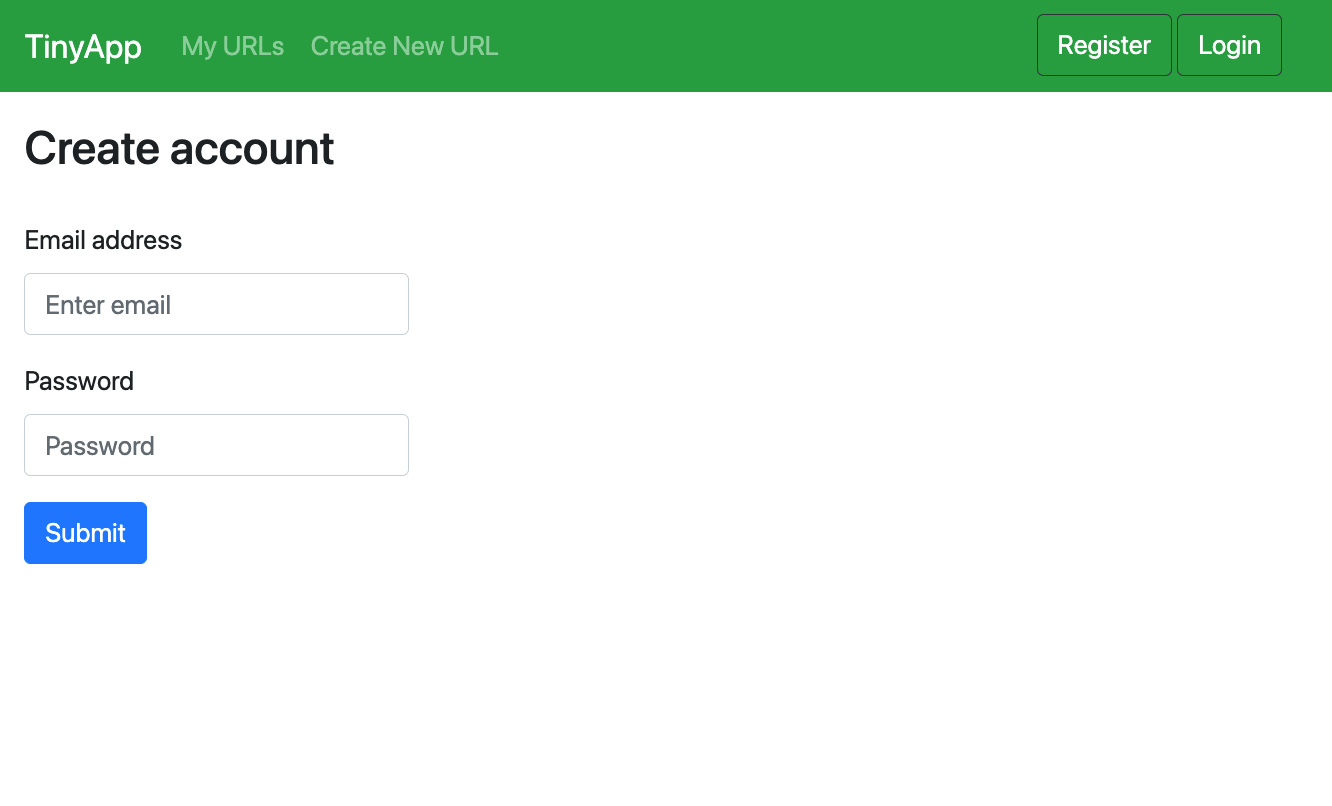 TinyApp My URLs Create New URL Register Login
Create account
Email address
Enter email
Password
Password
Submit